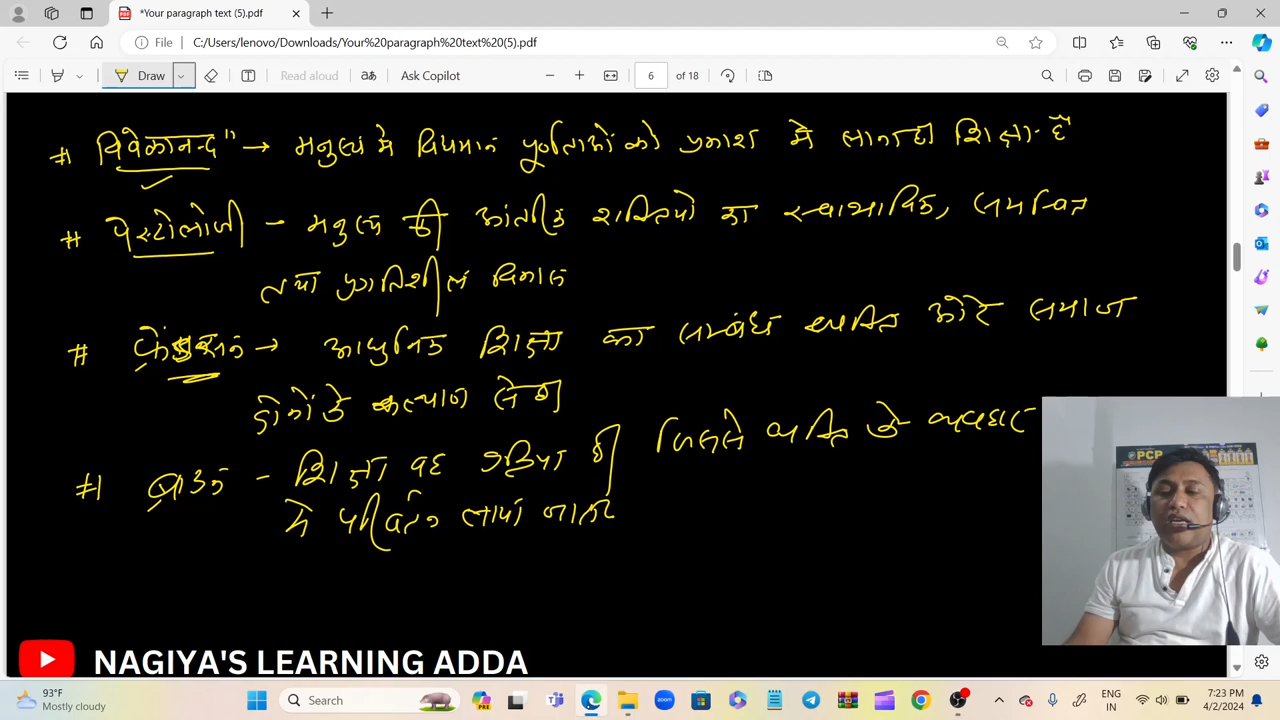 *Your paragraph text (5).pdf
File C:/Users/lenovo/Downloads/Your%20paragraph%20text%20(5).pdf
Draw Read aloud Ask Copilot 6 of 18
# विवेकानन्द" → मनुष्य मे विधमान पूर्णताओं को प्रकाश मे लाना ही शिक्षा है
# पेस्टोलोजी - मनुष्य की आंतरिक शक्तियो का स्वाभाविक, समन्वित
तथा प्रगतिशील विकास
→ आधुनिक शिक्षा का सम्बंध व्यक्ति और समाज
दोनों के कल्याण से है
# ब्राउन - शिक्षा वह प्रक्रिया है जिससे व्यक्ति के व्यवहार
मे परिवर्तन लाया जाता
PCP
NAGIYA'S LEARNING ADDA
93°F
Mostly cloudy
Search
ENG
IN
7:23 PM
4/2/2024